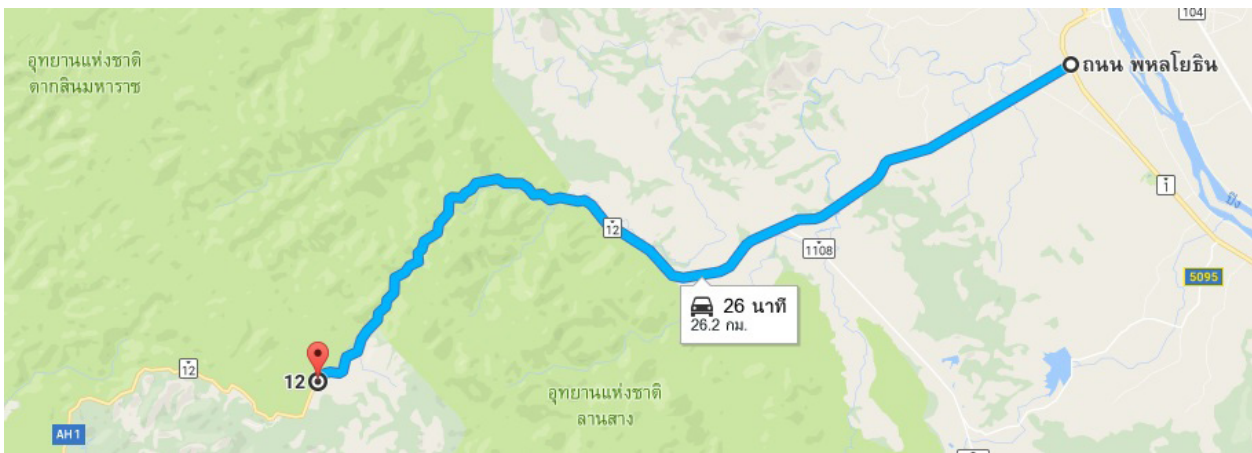 104
อุทยานแห่งชาติ
ตากสินมหาราช
ถนน พหลโยธิน
1
ปิง
12
1108
5095
26 นาที
26.2 กม.
12
12
อุทยานแห่งชาติ
ลานสาง
AH1